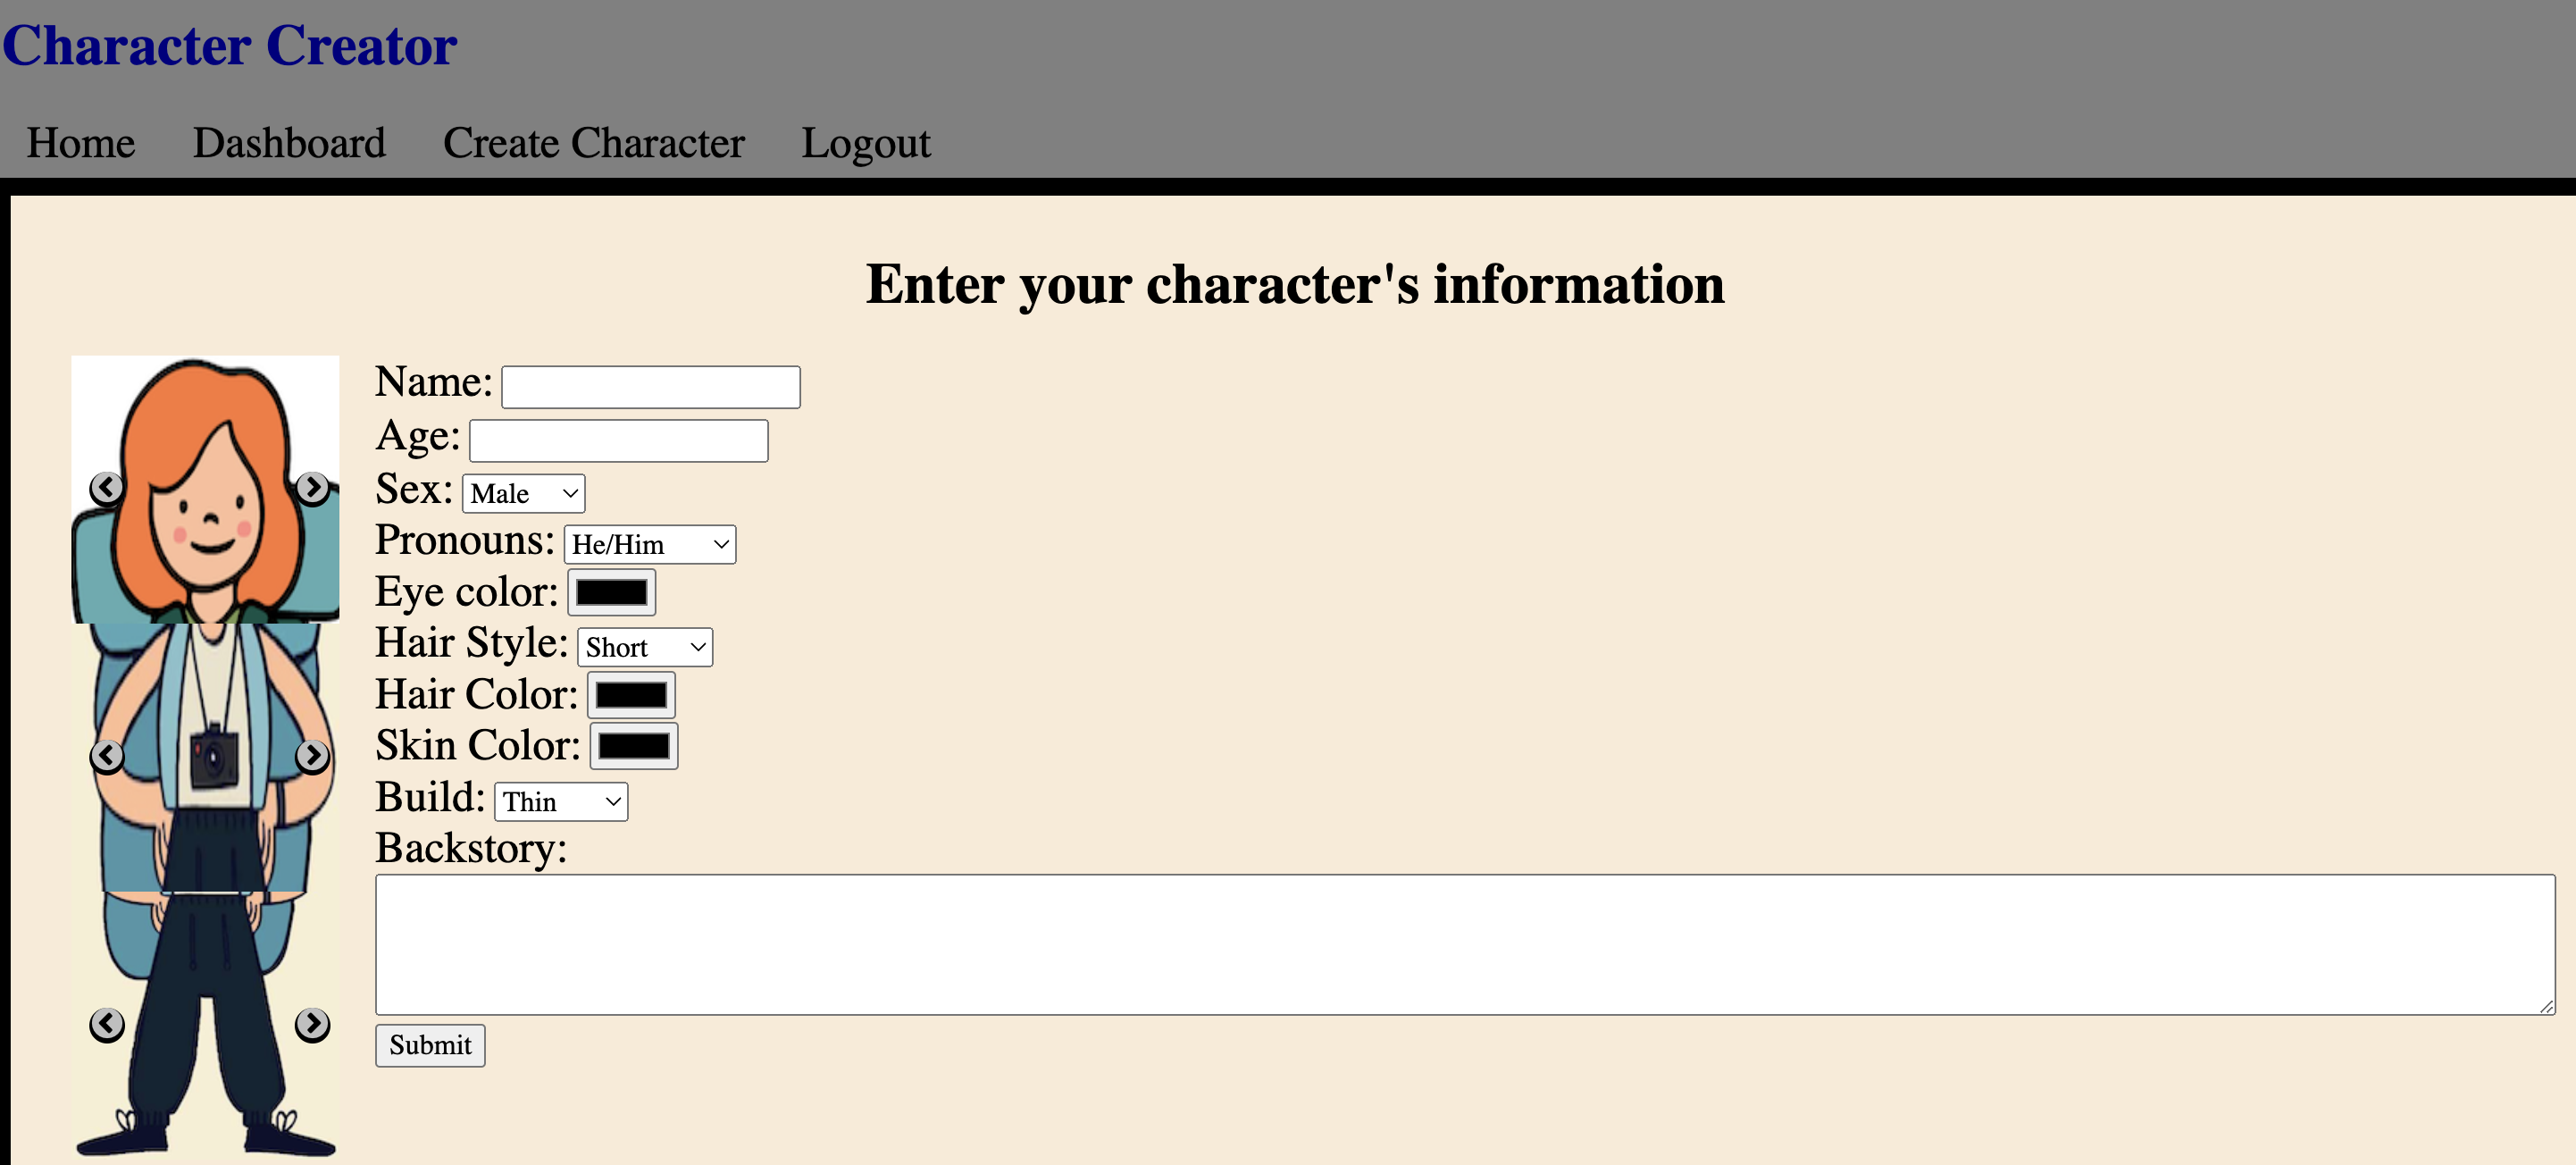 Character Creator
Home Dashboard Create Character Logout
Enter your character's information
Name:
Age:
Sex: Male
Pronouns: He/Him
Eye color:
Hair Style: Short
Hair Color:
Skin Color:
Build: Thin
Backstory:
Submit